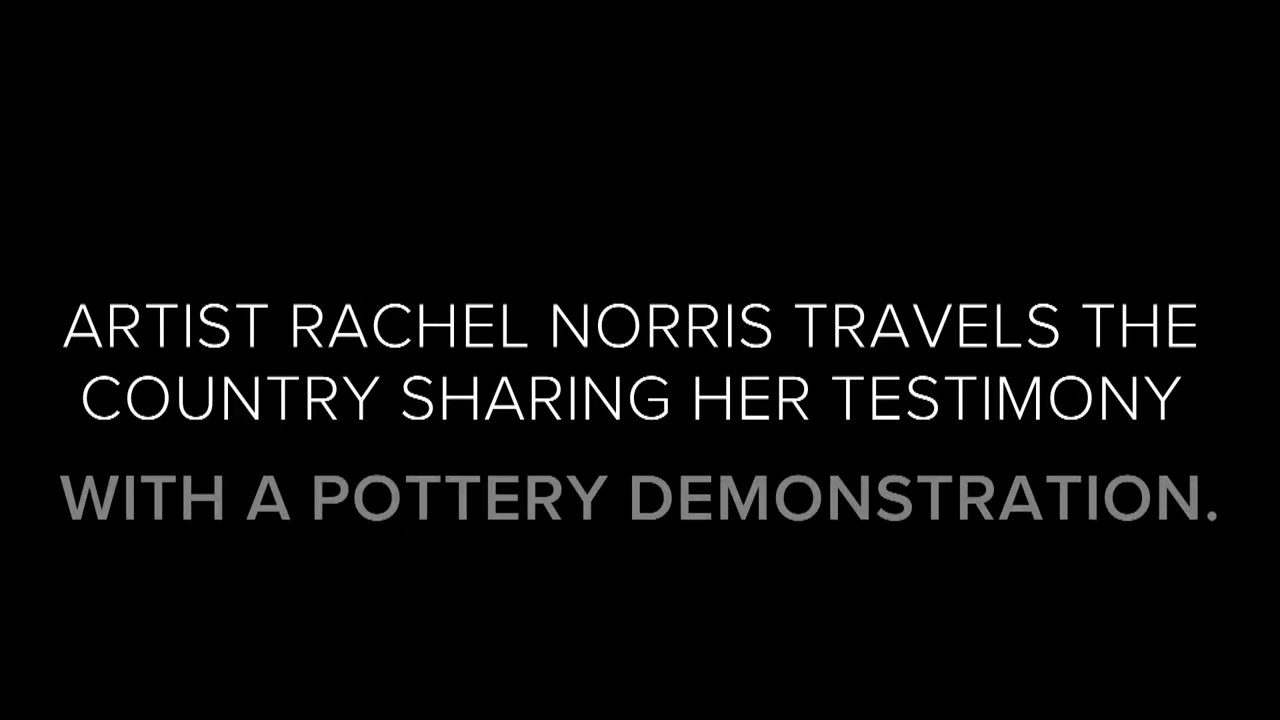 ARTIST RACHEL NORRIS TRAVELS THE
COUNTRY SHARING HER TESTIMONY
WITH A POTTERY DEMONSTRATION.